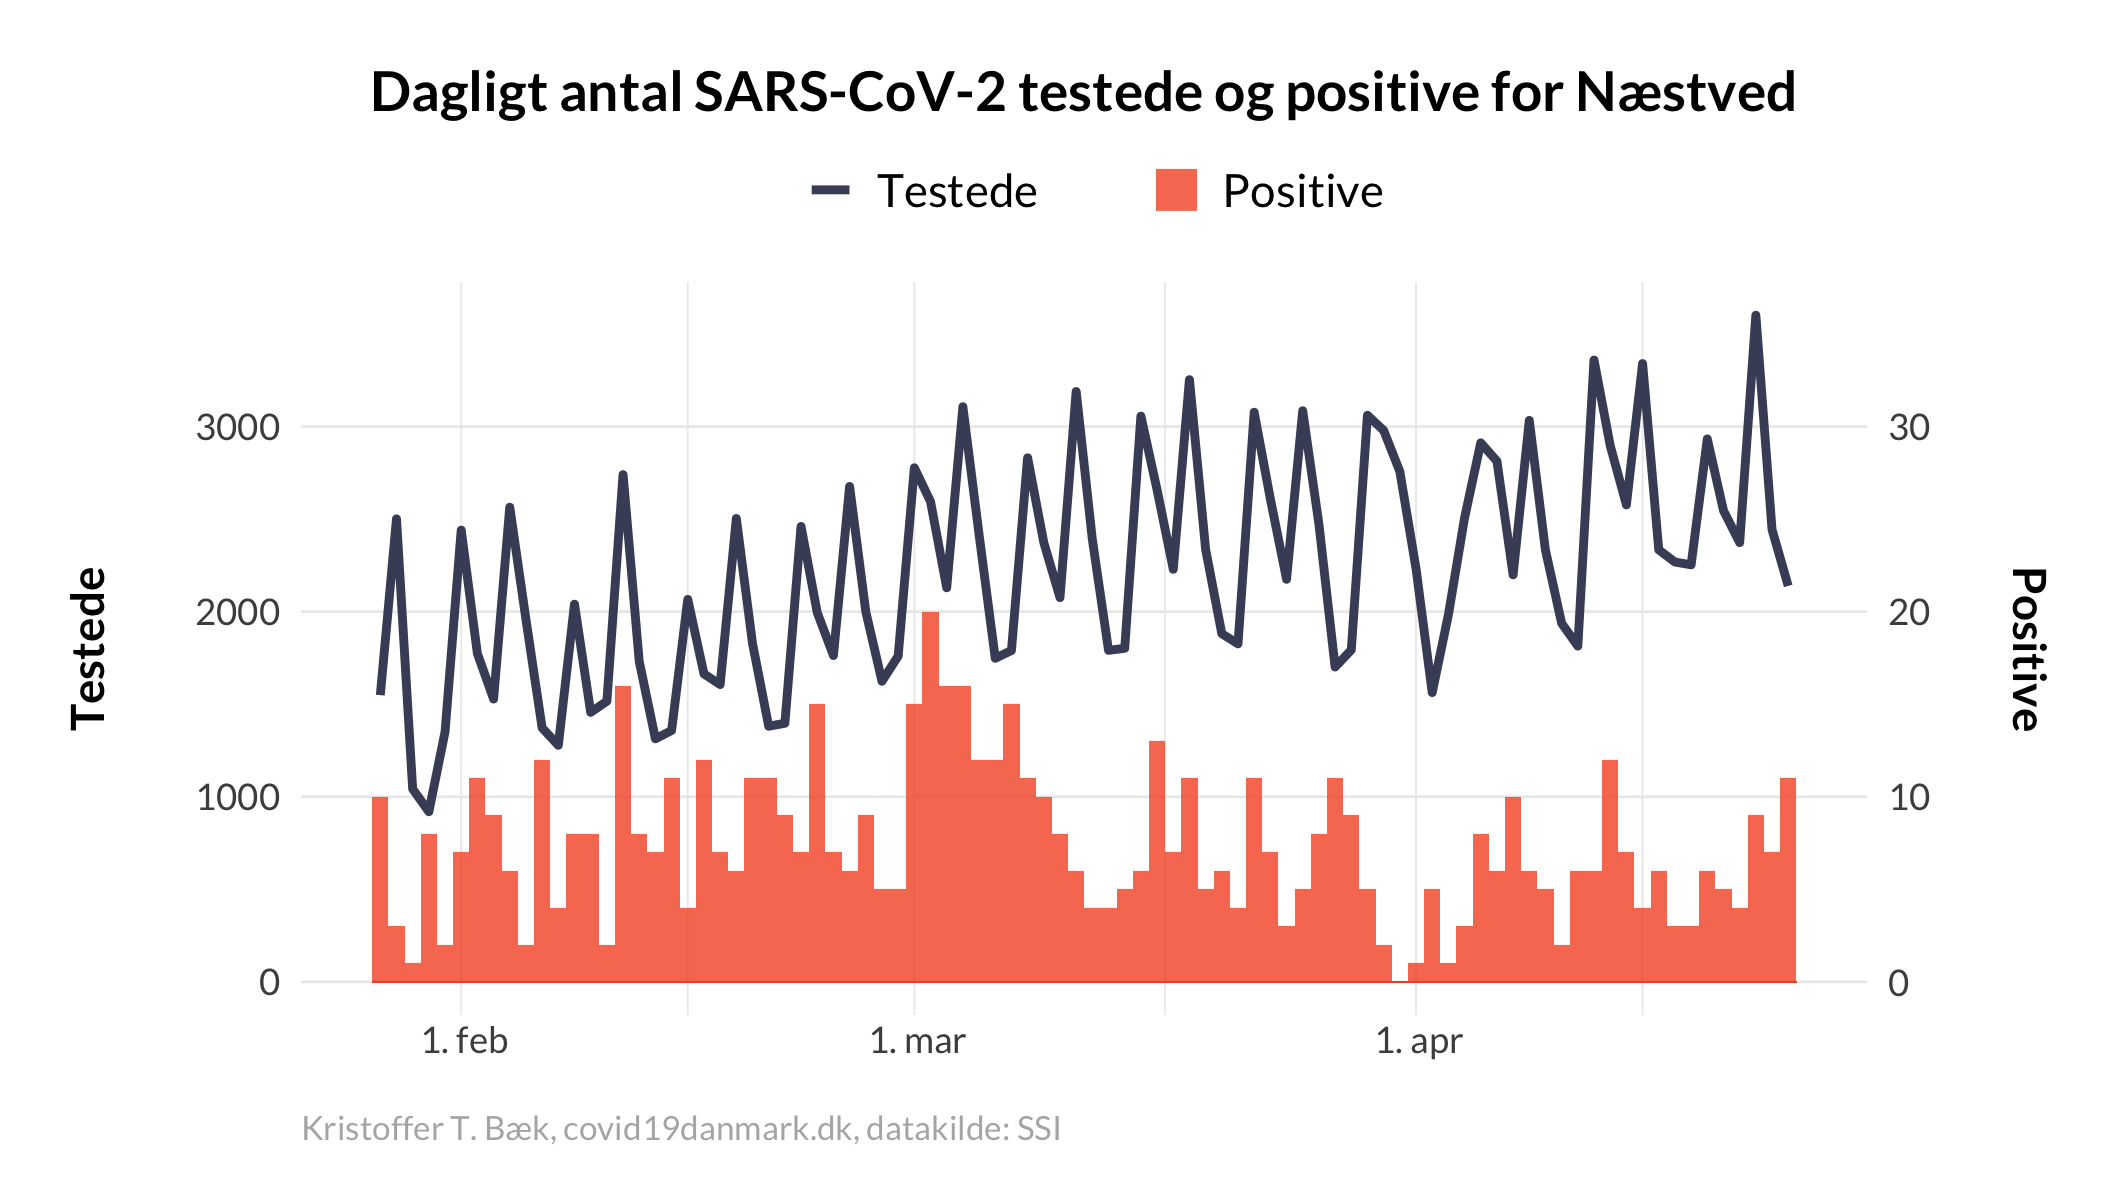 Dagligt antal SARS-CoV-2 testede og positive for Næstved
Testede
Positive
Testede
3000
2000
1000
0
30
20
10
0
Positive
1. feb
1. mar
1. apr
Kristoffer T. Bæk, covid19danmark.dk, datakilde: SSI